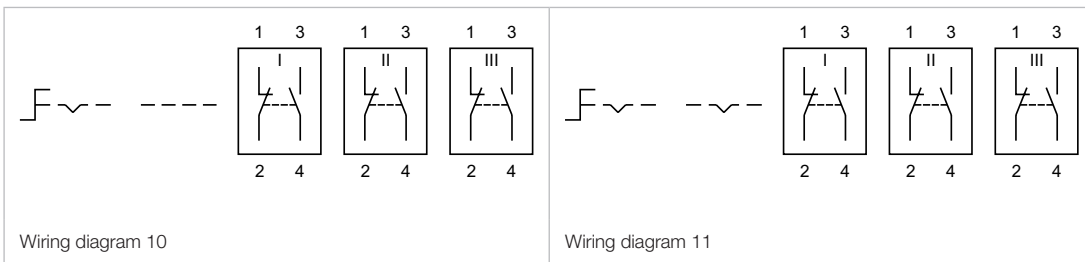 1 3 1 3 1 3
I II III
2 4 2 4 2 4
Wiring diagram 10
1 3 1 3 1 3
I II III
2 4 2 4 2 4
Wiring diagram 11